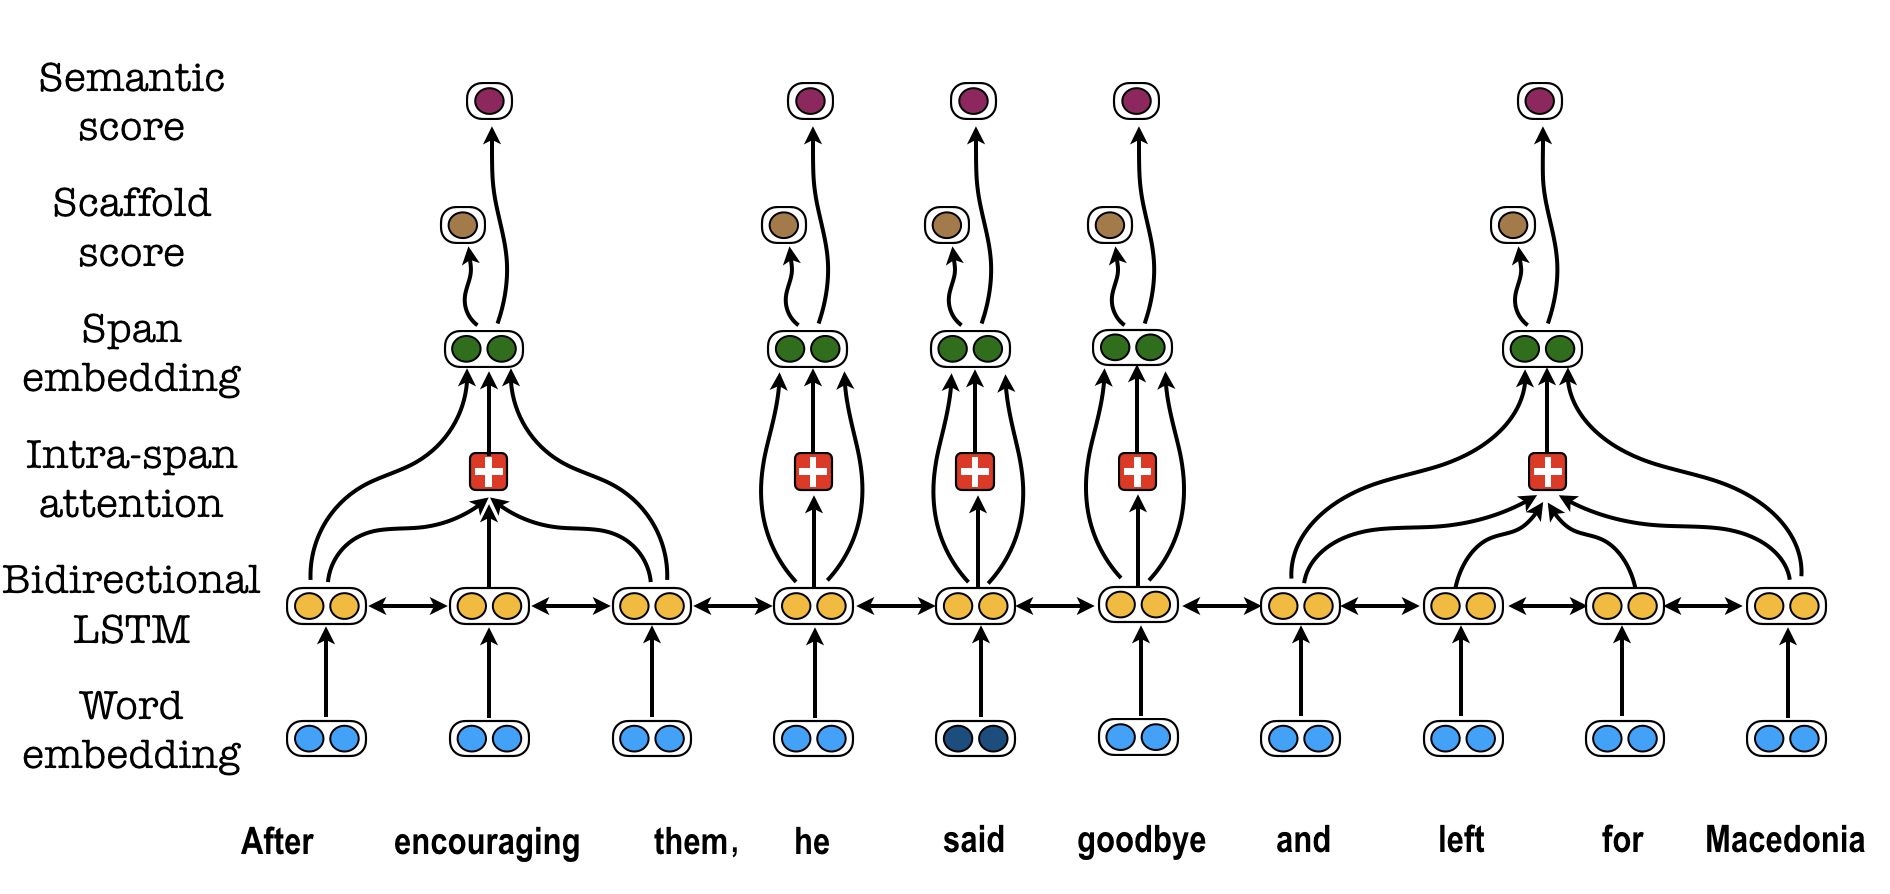 Semantic
score
Scaffold
score
Span
embedding
Intra-span
attention
Bidirectional
LSTM
Word
embedding
After encouraging them, he said goodbye and left for Macedonia